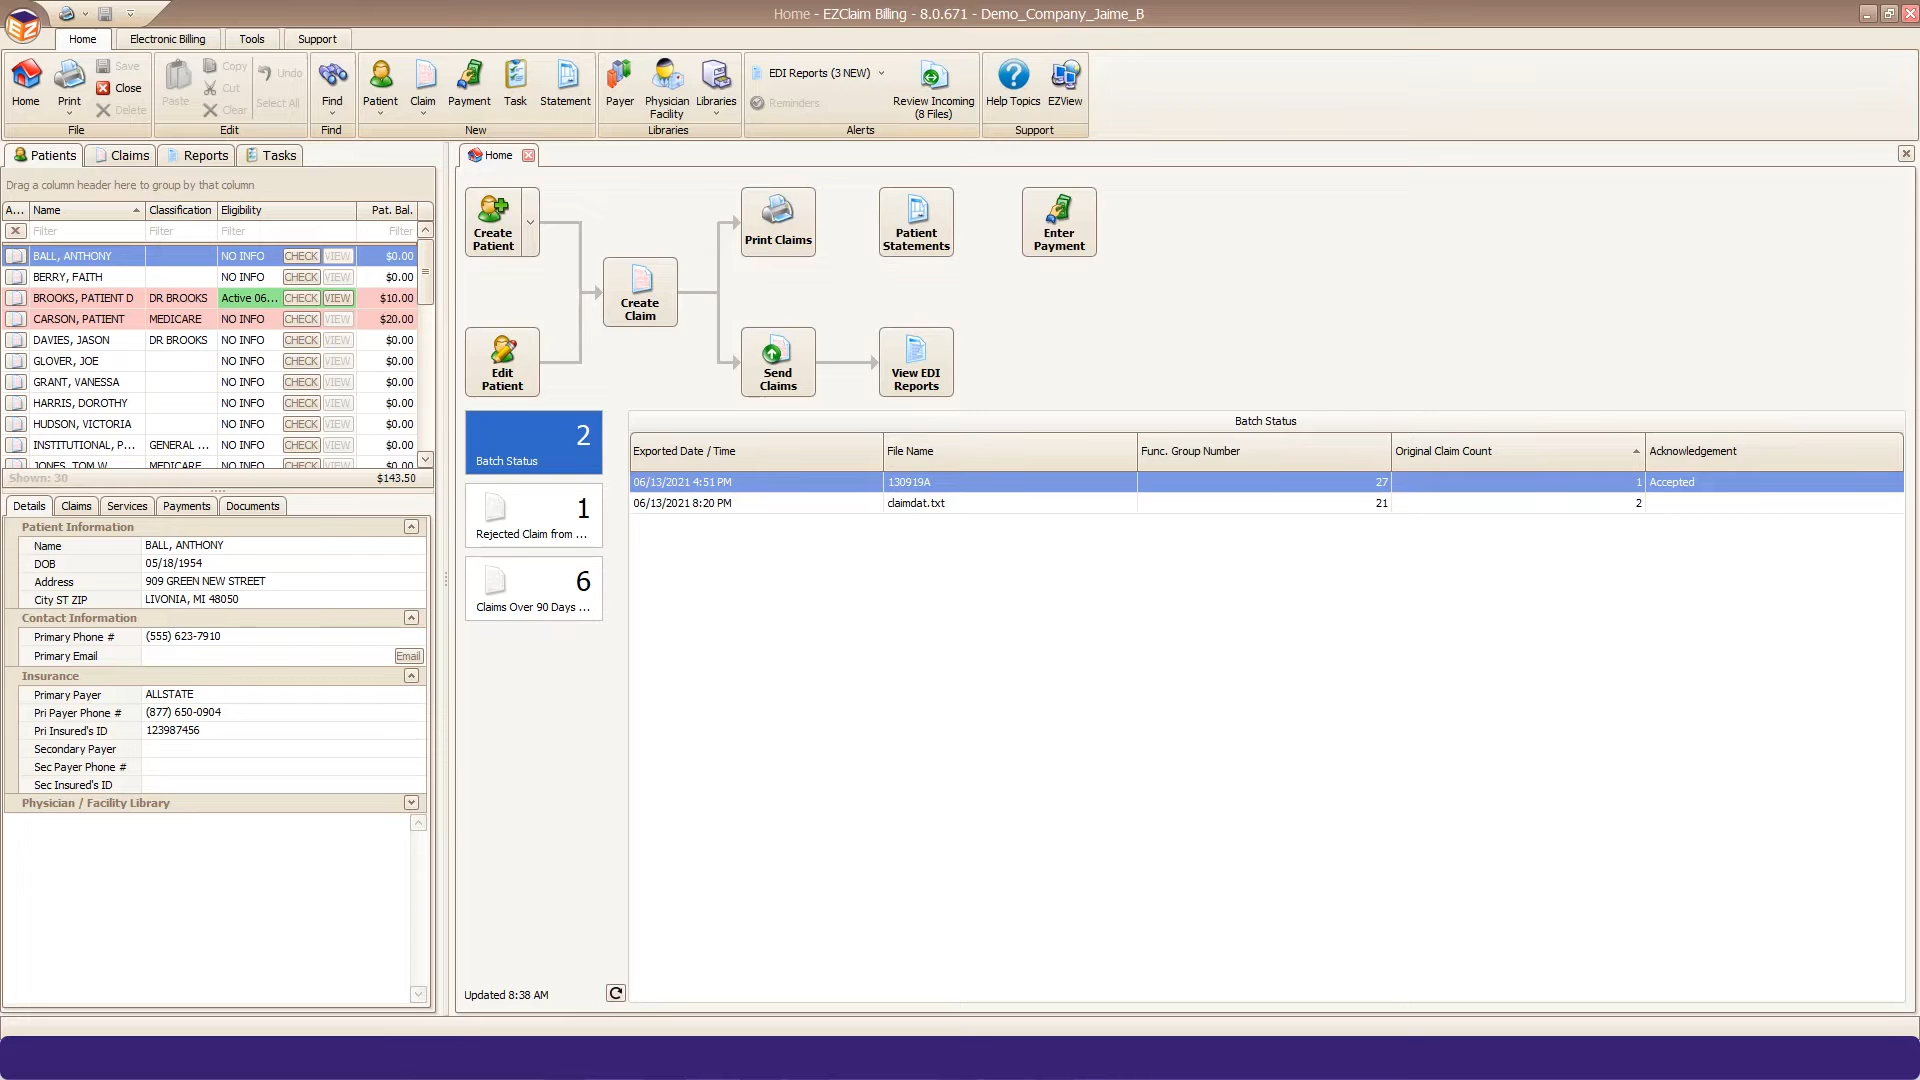 Home - EZClaim Billing - 8.0.671 - Demo_Company_Jaime_B
EZ
Home Electronic Billing Tools Support
Home Print Save Close Delete File
Paste Copy Cut Clear Undo Select All Edit
Find Find
Patient Claim Payment Task Statement New
Payer Physician Facility Libraries Libraries
EDI Reports (3 NEW) Reminders Review Incoming (8 Files) Alerts
Help Topics EZView Support
Patients Claims Reports Tasks
Drag a column header here to group by that column
A... Name Classification Eligibility Pat. Bal.
Filter Filter Filter Filter
BALL, ANTHONY NO INFO CHECK VIEW $0.00
BERRY, FAITH NO INFO CHECK VIEW $0.00
BROOKS, PATIENT D DR BROOKS Active 06... CHECK VIEW $10.00
CARSON, PATIENT MEDICARE NO INFO CHECK VIEW $20.00
DAVIES, JASON DR BROOKS NO INFO CHECK VIEW $0.00
GLOVER, JOE NO INFO CHECK VIEW $0.00
GRANT, VANESSA NO INFO CHECK VIEW $0.00
HARRIS, DOROTHY NO INFO CHECK VIEW $0.00
HUDSON, VICTORIA NO INFO CHECK VIEW $0.00
INSTITUTIONAL, P... GENERAL ... NO INFO CHECK VIEW $0.00
JONES, TOM W MEDICARE NO INFO CHECK VIEW $0.00
Shown: 30 $143.50
Details Claims Services Payments Documents
Patient Information
Name BALL, ANTHONY
DOB 05/18/1954
Address 909 GREEN NEW STREET
City ST ZIP LIVONIA, MI 48050
Contact Information
Primary Phone # (555) 623-7910
Primary Email Email
Insurance
Primary Payer ALLSTATE
Pri Payer Phone # (877) 650-0904
Pri Insured's ID 123987456
Secondary Payer
Sec Payer Phone #
Sec Insured's ID
Physician / Facility Library
Home
Create Patient
Print Claims
Patient Statements
Enter Payment
Create Claim
Edit Patient
Send Claims
View EDI Reports
2
Batch Status
1
Rejected Claim from ...
6
Claims Over 90 Days ...
Updated 8:38 AM
Batch Status
Exported Date / Time File Name Func. Group Number Original Claim Count Acknowledgement
06/13/2021 4:51 PM 130919A 27 1 Accepted
06/13/2021 8:20 PM claimdat.txt 21 2